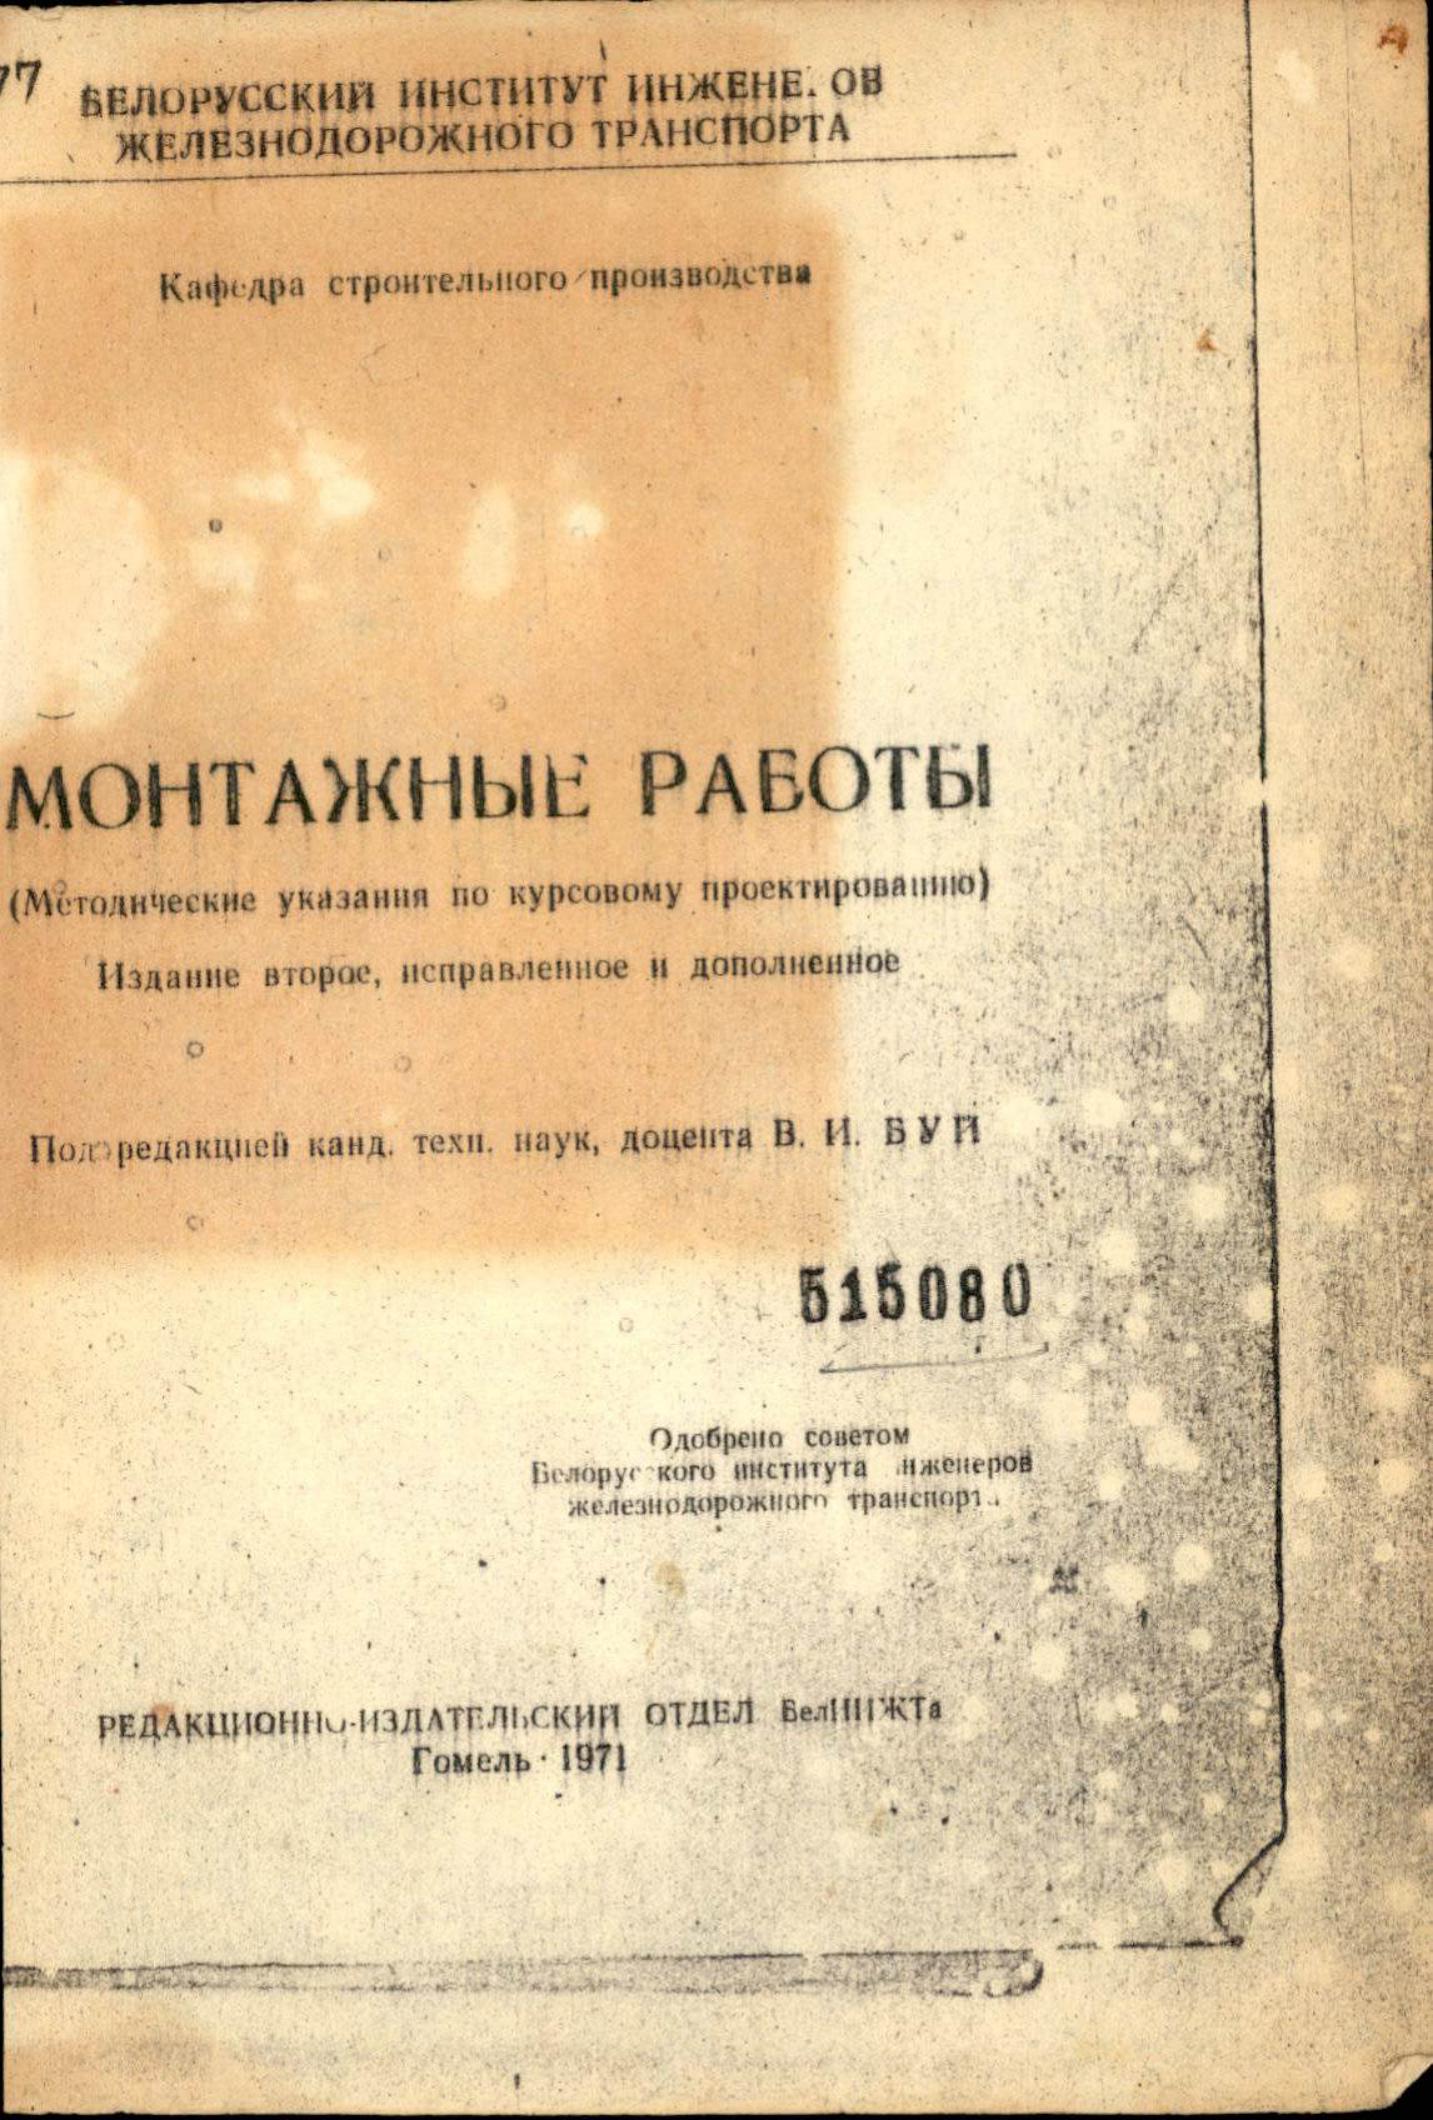 77
БЕЛОРУССКИЙ ИНСТИТУТ ИНЖЕНЕ. ОВ
ЖЕЛЕЗНОДОРОЖНОГО ТРАНСПОРТА
Кафедра строительного производства
МОНТАЖНЫЕ РАБОТЫ
(Методические указания по курсовому проектированию)
Издание второе, исправленное и дополненное
Под редакцией канд. техн. наук, доцента В. И.
515080
Одобрено советом
Белорусского института инженеров
железнодорожного транспорта.
РЕДАКЦИОННО-ИЗДАТЕЛЬСКИЙ ОТДЕЛ БелИИЖТа
Гомель · 1971